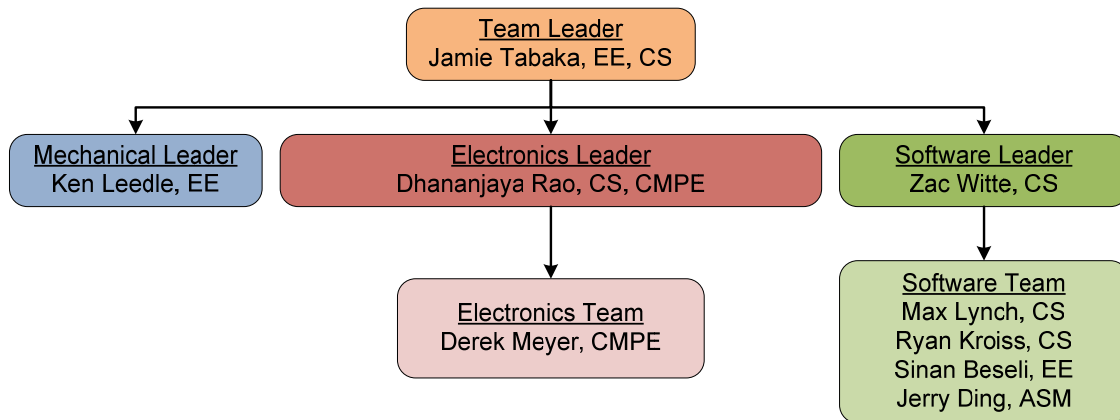 Team Leader
Jamie Tabaka, EE, CS
Mechanical Leader
Ken Leedle, EE
Electronics Leader
Dhananjaya Rao, CS, CMPE
Software Leader
Zac Witte, CS
Electronics Team
Derek Meyer, CMPE
Software Team
Max Lynch, CS
Ryan Kroiss, CS
Sinan Beseli, EE
Jerry Ding, ASM